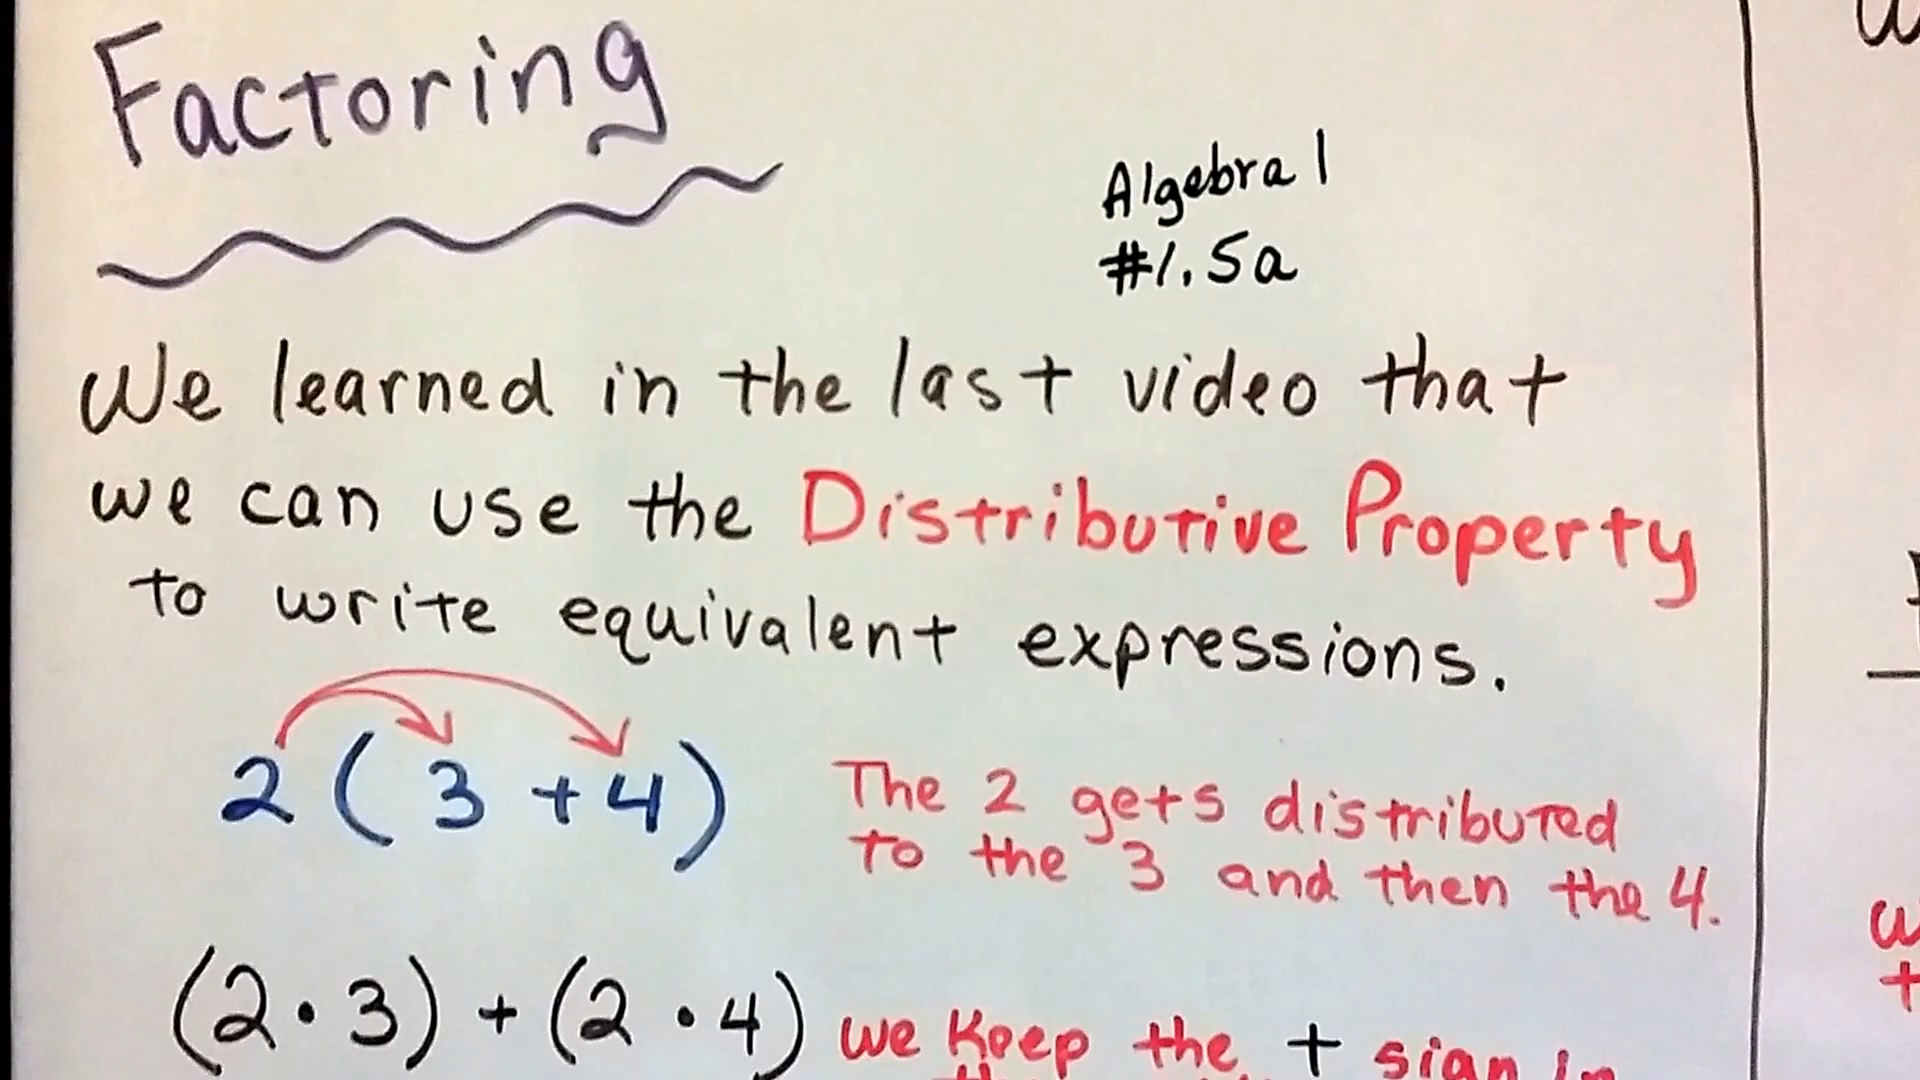 Factoring
Algebra 1
#1.5a
We learned in the last video that
we can use the Distributive Property
to write equivalent expressions.
2(3+4)
The 2 gets distributed
to the 3 and then the 4.
(2·3)+(2·4)
we keep the + sign in